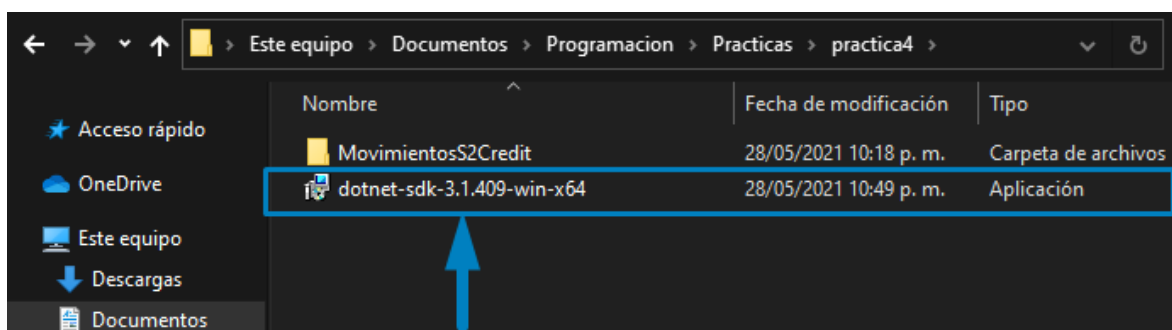 Este equipo > Documentos > Programacion > Practicas > practica4 >
Nombre Fecha de modificación Tipo
Acceso rápido
MovimientosS2Credit 28/05/2021 10:18 p. m. Carpeta de archivos
OneDrive
dotnet-sdk-3.1.409-win-x64 28/05/2021 10:49 p. m. Aplicación
Este equipo
Descargas
Documentos